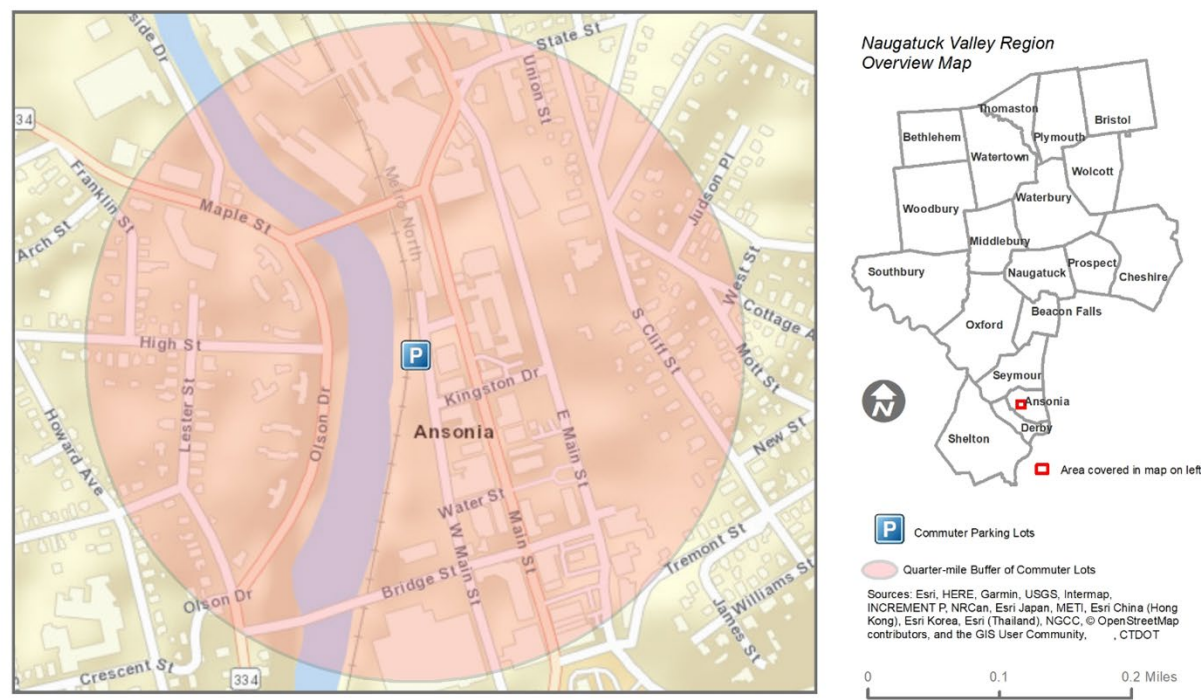 side Dr
State St
Union St
34
Metro-North
Judson Pl
Franklin St
Maple St
Arch St
West St
Cottage A
S Cliff St
High St
Mott St
P
Kingston Dr
Lester St
Olson Dr
E Main St
Howard Ave
Ansonia
New St
Water St
W Main St
Main St
Tremont St
Bridge St
Olson Dr
Williams St
James St
Crescent St
334
Naugatuck Valley Region
Overview Map
Thomaston
Bristol
Bethlehem
Plymouth
Watertown
Wolcott
Woodbury
Waterbury
Middlebury
Prospect
Southbury
Naugatuck
Cheshire
Oxford
Beacon Falls
Seymour
N
Ansonia
Derby
Shelton
Area covered in map on left
P
Commuter Parking Lots
Quarter-mile Buffer of Commuter Lots
Sources: Esri, HERE, Garmin, USGS, Intermap,
INCREMENT P, NRCan, Esri Japan, METI, Esri China (Hong
Kong), Esri Korea, Esri (Thailand), NGCC, © OpenStreetMap
contributors, and the GIS User Community, , CTDOT
0 0.1 0.2 Miles